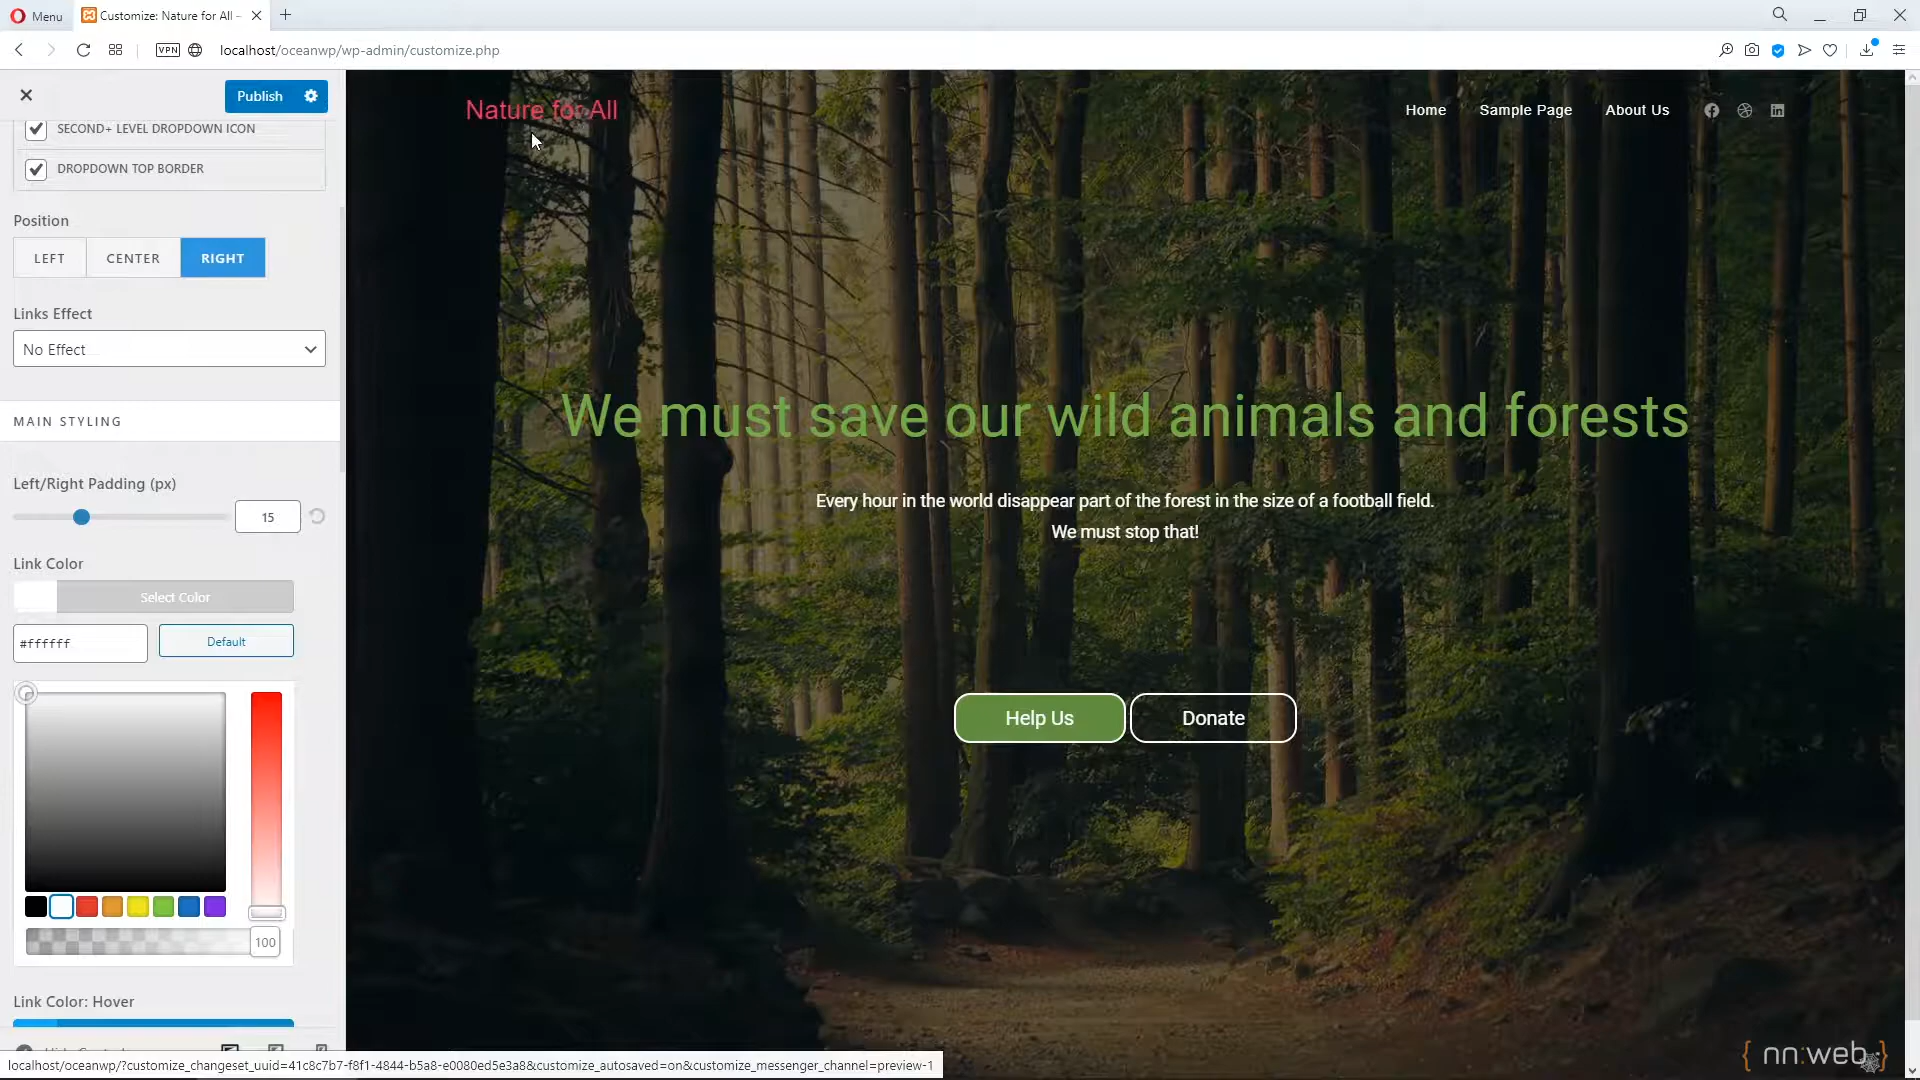 Menu
Customize: Nature for All –
VPN
localhost/oceanwp/wp-admin/customize.php
Publish
SECOND+ LEVEL DROPDOWN ICON
DROPDOWN TOP BORDER
Position
LEFT
CENTER
RIGHT
Links Effect
No Effect
MAIN STYLING
Left/Right Padding (px)
15
Link Color
Select Color
#ffffff
Default
100
Link Color: Hover
Nature for All
Home
Sample Page
About Us
We must save our wild animals and forests
Every hour in the world disappear part of the forest in the size of a football field.
We must stop that!
Help Us
Donate
{ nn:web }
localhost/oceanwp/?customize_changeset_uuid=41c8c7b7-f8f1-4844-b5a8-e0080ed5e3a8&customize_autosaved=on&customize_messenger_channel=preview-1